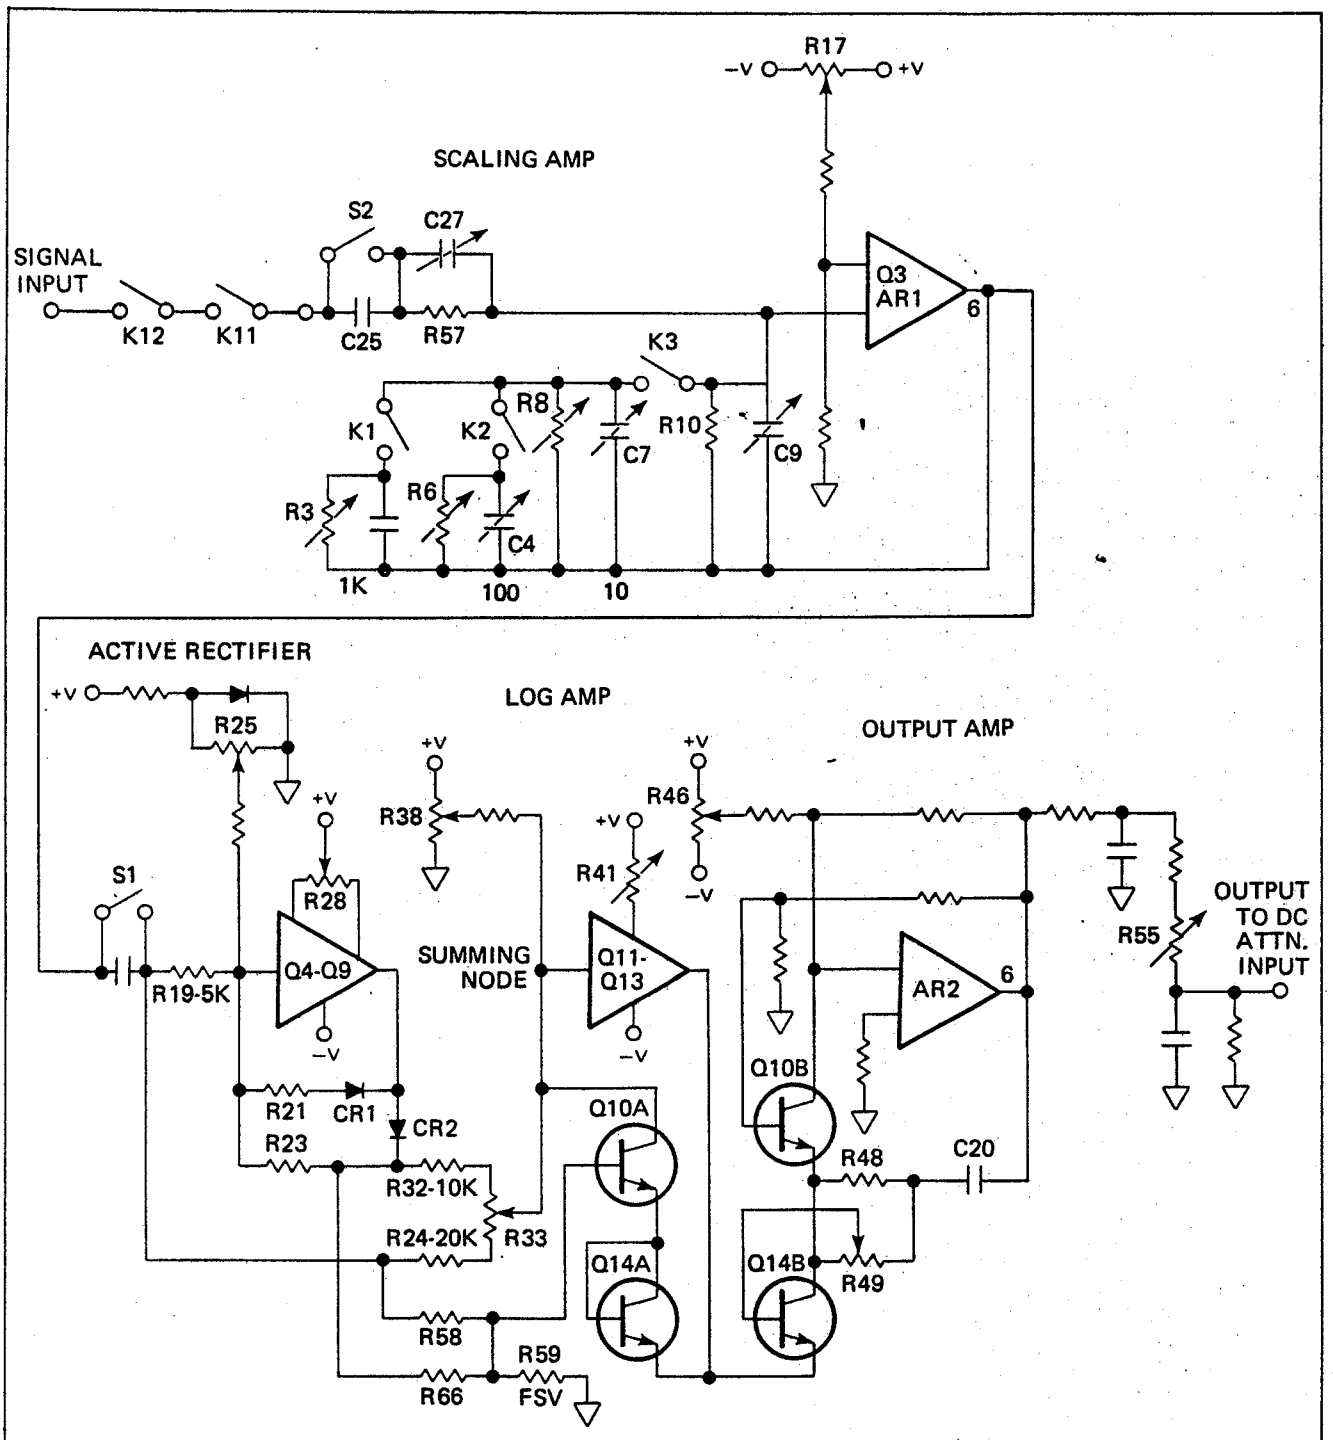 R17
−V
+V
SCALING AMP
S2
C27
SIGNAL
INPUT
K12
K11
C25
R57
Q3
AR1
6
K3
K1
K2
R8
C7
R10
C9
R3
R6
C4
1K
100
10
ACTIVE RECTIFIER
+V
R25
LOG AMP
OUTPUT AMP
+V
R38
+V
R28
+V
R41
+V
R46
−V
S1
R19-5K
Q4-Q9
−V
SUMMING
NODE
Q11-
Q13
−V
AR2
6
R55
OUTPUT
TO DC
ATTN.
INPUT
R21
CR1
CR2
R23
R32-10K
R33
R24-20K
Q10A
Q10B
R48
C20
Q14A
Q14B
R49
R58
R66
R59
FSV